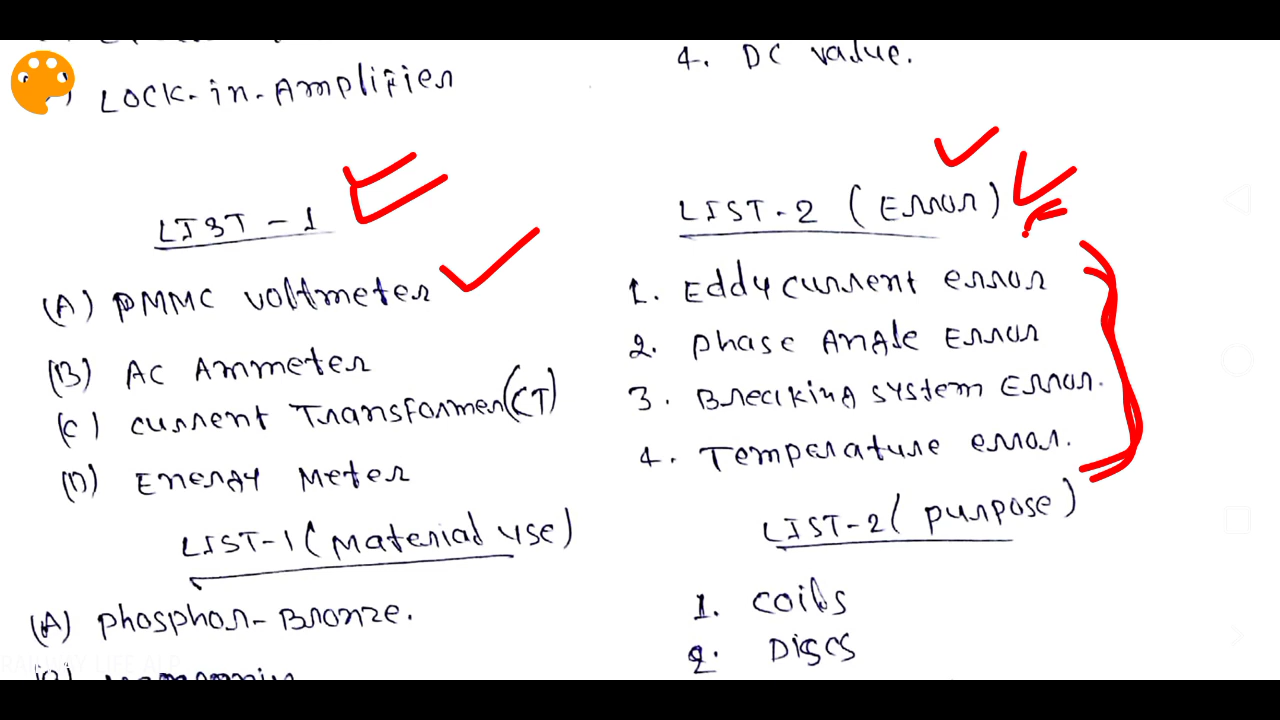 4. DC value.
LOCK-in-Amplifier
LIST-1
LIST-2 (Error)
(A) PMMC voltmeter
1. Eddy current error
(B) AC Ammeter
2. Phase Angle Error
(C) current Transformer (CT)
3. Breaking system Error.
(D) Energy Meter
4. Temperature error.
LIST-1 (Material use)
LIST-2 (purpose)
(A) phosphor-Bronze.
1. coils
2. Discs